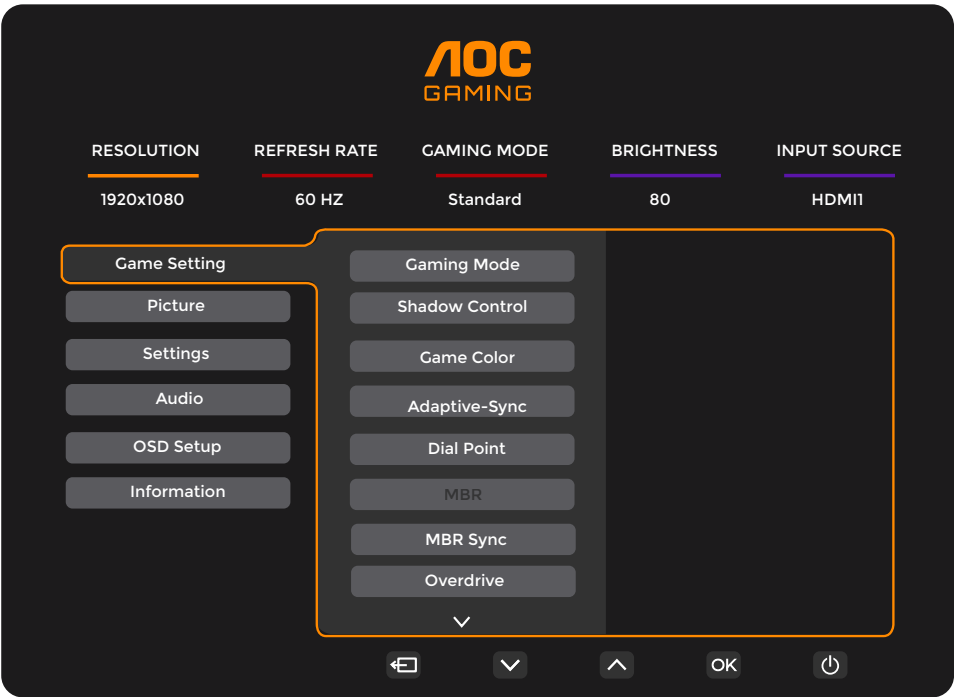 AOC
GAMING
RESOLUTION REFRESH RATE GAMING MODE BRIGHTNESS INPUT SOURCE
1920x1080 60 HZ Standard 80 HDMI1
Game Setting
Picture
Settings
Audio
OSD Setup
Information
Gaming Mode
Shadow Control
Game Color
Adaptive-Sync
Dial Point
MBR
MBR Sync
Overdrive
OK